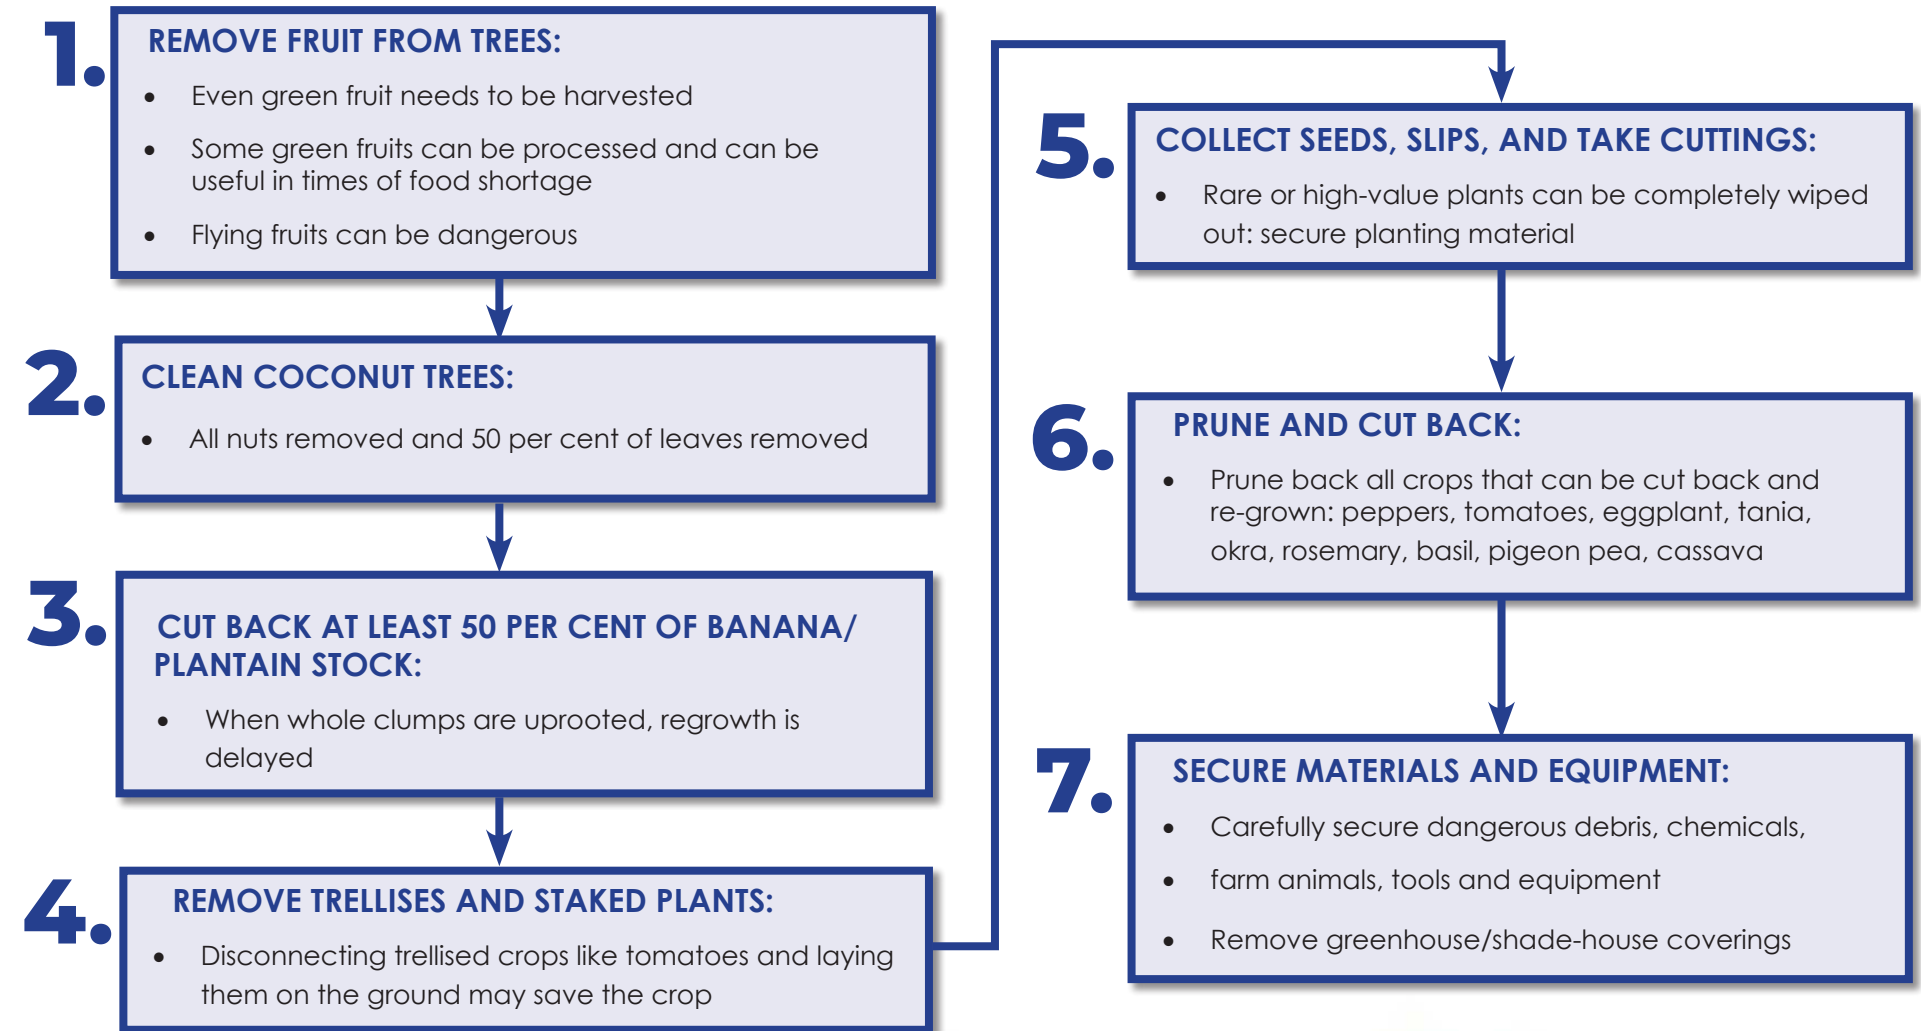 1.
REMOVE FRUIT FROM TREES:
• Even green fruit needs to be harvested
• Some green fruits can be processed and can be
useful in times of food shortage
• Flying fruits can be dangerous
2.
CLEAN COCONUT TREES:
• All nuts removed and 50 per cent of leaves removed
3.
CUT BACK AT LEAST 50 PER CENT OF BANANA/
PLANTAIN STOCK:
• When whole clumps are uprooted, regrowth is
delayed
4.
REMOVE TRELLISES AND STAKED PLANTS:
• Disconnecting trellised crops like tomatoes and laying
them on the ground may save the crop
5.
COLLECT SEEDS, SLIPS, AND TAKE CUTTINGS:
• Rare or high-value plants can be completely wiped
out: secure planting material
6.
PRUNE AND CUT BACK:
• Prune back all crops that can be cut back and
re-grown: peppers, tomatoes, eggplant, tania,
okra, rosemary, basil, pigeon pea, cassava
7.
SECURE MATERIALS AND EQUIPMENT:
• Carefully secure dangerous debris, chemicals,
• farm animals, tools and equipment
• Remove greenhouse/shade-house coverings